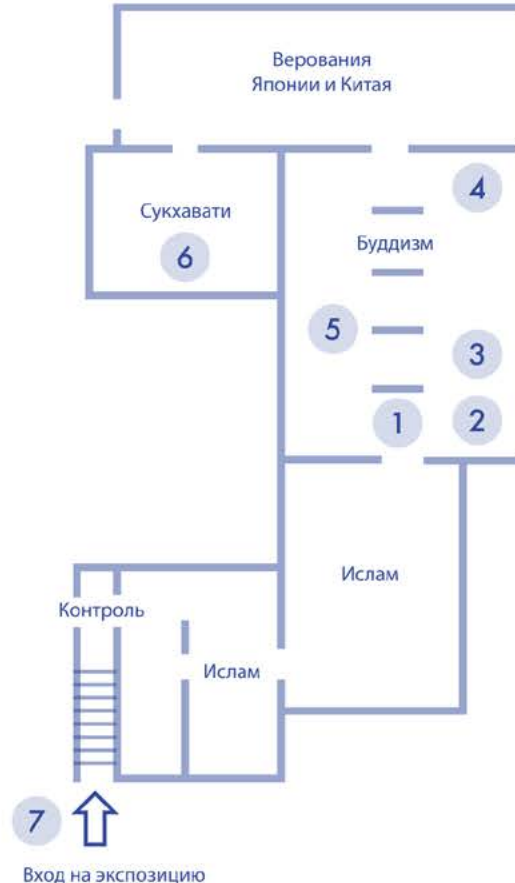 Верования
Японии и Китая
4
Сукхавати
Буддизм
6
5
3
1
2
Ислам
Контроль
Ислам
7
Вход на экспозицию